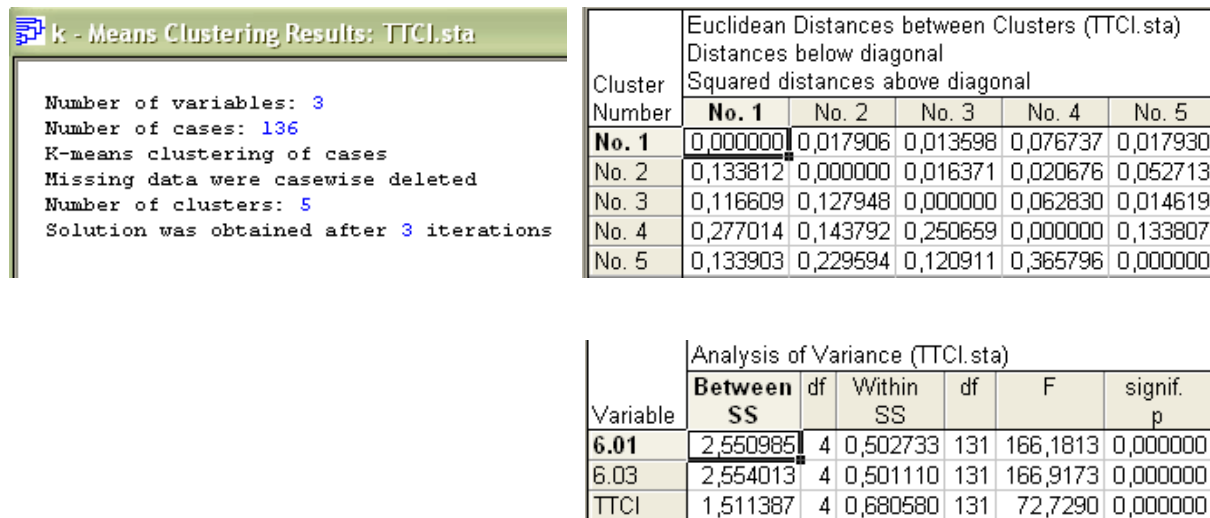 k - Means Clustering Results: TTCI.sta
Number of variables: 3
Number of cases: 136
K-means clustering of cases
Missing data were casewise deleted
Number of clusters: 5
Solution was obtained after 3 iterations
Euclidean Distances between Clusters (TTCI.sta)
Distances below diagonal
Cluster Squared distances above diagonal
Number No. 1 No. 2 No. 3 No. 4 No. 5
No. 1 0,000000 0,017906 0,013598 0,076737 0,017930
No. 2 0,133812 0,000000 0,016371 0,020676 0,052713
No. 3 0,116609 0,127948 0,000000 0,062830 0,014619
No. 4 0,277014 0,143792 0,250659 0,000000 0,133807
No. 5 0,133903 0,229594 0,120911 0,365796 0,000000
Analysis of Variance (TTCI.sta)
Between df Within df F signif.
Variable SS SS p
6.01 2,550985 4 0,502733 131 166,1813 0,000000
6.03 2,554013 4 0,501110 131 166,9173 0,000000
TTCI 1,511387 4 0,680580 131 72,7290 0,000000